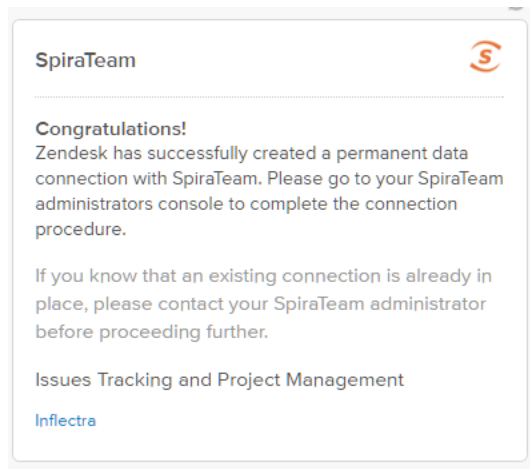 SpiraTeam
S
Congratulations!
Zendesk has successfully created a permanent data
connection with SpiraTeam. Please go to your SpiraTeam
administrators console to complete the connection
procedure.
If you know that an existing connection is already in
place, please contact your SpiraTeam administrator
before proceeding further.
Issues Tracking and Project Management
Inflectra